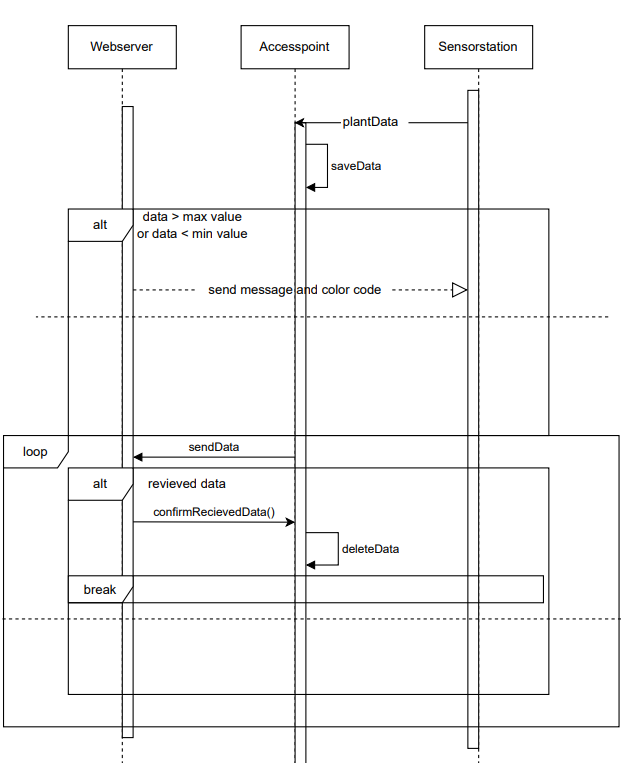 Webserver
Accesspoint
Sensorstation
plantData
saveData
alt
data > max value
or data < min value
send message and color code
loop
sendData
alt
revieved data
confirmRecievedData()
deleteData
break